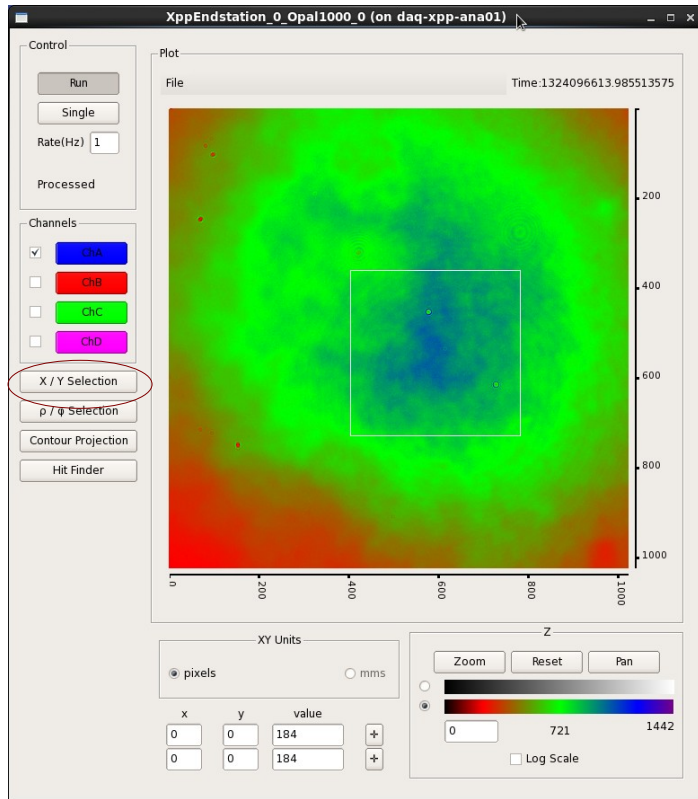 XppEndstation_0_Opal1000_0 (on daq-xpp-ana01)
Control
Run
Single
Rate(Hz) 1
Processed
Channels
ChA
ChB
ChC
ChD
X / Y Selection
ρ / φ Selection
Contour Projection
Hit Finder
Plot
File Time:1324096613.985513575
200
400
600
800
1000
0 200 400 600 800 1000
XY Units
pixels mms
x y value
0 0 184
0 0 184
Z
Zoom Reset Pan
0 721 1442
Log Scale